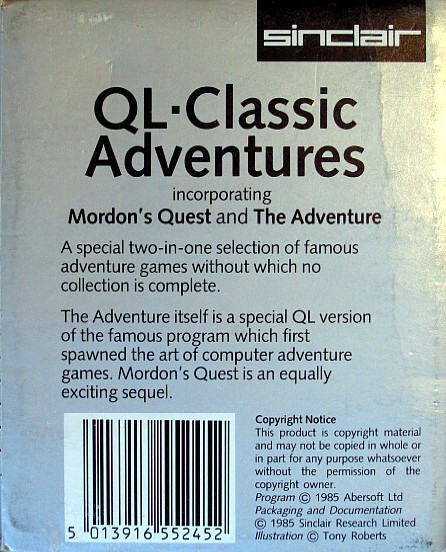 sinclair
QL·Classic
Adventures
incorporating
Mordon's Quest and The Adventure
A special two-in-one selection of famous
adventure games without which no
collection is complete.
The Adventure itself is a special QL version
of the famous program which first
spawned the art of computer adventure
games. Mordon's Quest is an equally
exciting sequel.
Copyright Notice
This product is copyright material
and may not be copied in whole or
in part for any purpose whatsoever
without the permission of the
copyright owner.
Program © 1985 Abersoft Ltd
Packaging and Documentation
© 1985 Sinclair Research Limited
Illustration © Tony Roberts
5 013916 552452